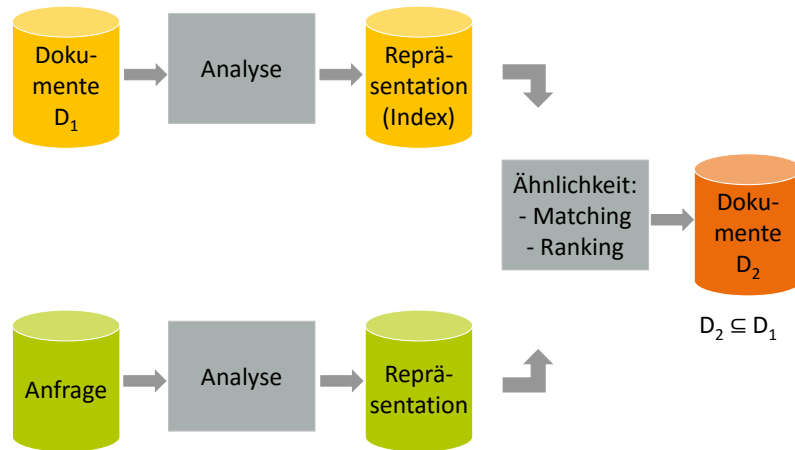 Doku-
mente
D₁
Analyse
Reprä-
sentation
(Index)
Ähnlichkeit:
- Matching
- Ranking
Doku-
mente
D₂
D₂ ⊆ D₁
Anfrage
Analyse
Reprä-
sentation